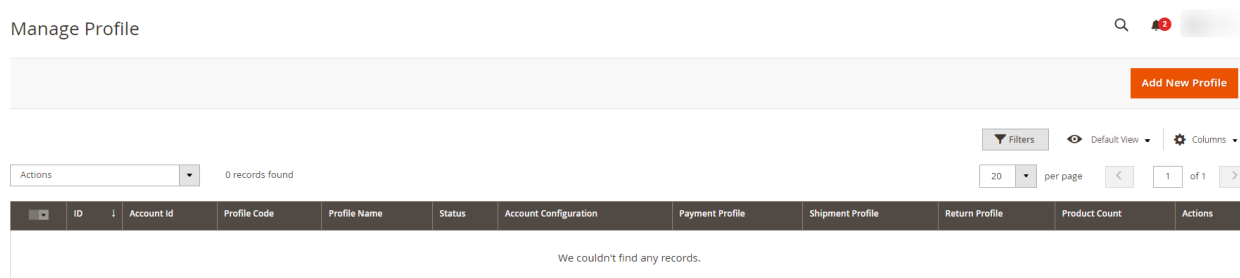 Manage Profile
2
Add New Profile
Filters Default View Columns
Actions 0 records found 20 per page 1 of 1
ID ↓ Account Id Profile Code Profile Name Status Account Configuration Payment Profile Shipment Profile Return Profile Product Count Actions
We couldn't find any records.